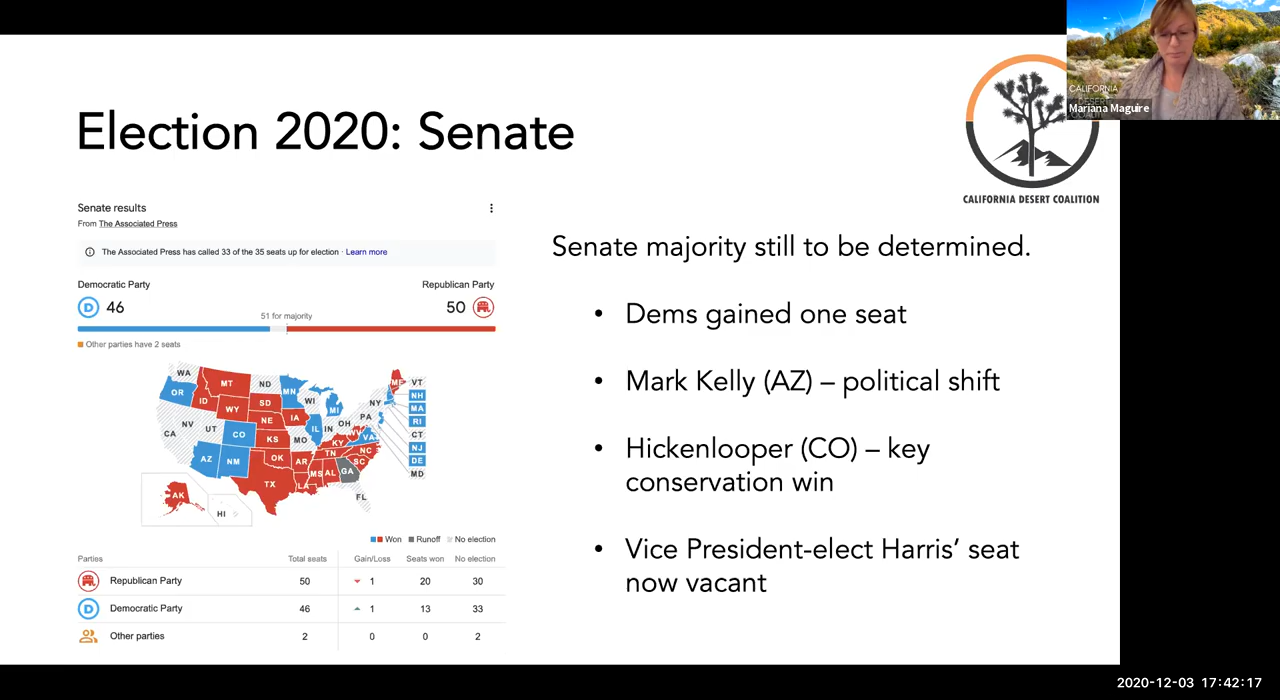 CALIFORNIA
DESERT
Mariana Maguire
Election 2020: Senate
CALIFORNIA DESERT COALITION
Senate results
From The Associated Press
The Associated Press has called 33 of the 35 seats up for election · Learn more
Democratic Party
Republican Party
D 46
50
51 for majority
Other parties have 2 seats
WA
MT
ND
MN
ME
VT
OR
ID
WY
SD
WI
MI
NY
NH
MA
NV
UT
CO
NE
IA
IL
IN
OH
PA
RI
CA
KS
MO
KY
WV
VA
CT
NJ
AZ
NM
OK
AR
TN
NC
SC
DE
MD
TX
LA
MS
AL
GA
FL
AK
HI
Won Runoff No election
Parties Total seats Gain/Loss Seats won No election
Republican Party 50 1 20 30
D Democratic Party 46 1 13 33
Other parties 2 0 0 2
Senate majority still to be determined.
• Dems gained one seat
• Mark Kelly (AZ) – political shift
• Hickenlooper (CO) – key
conservation win
• Vice President-elect Harris’ seat
now vacant
2020-12-03 17:42:17